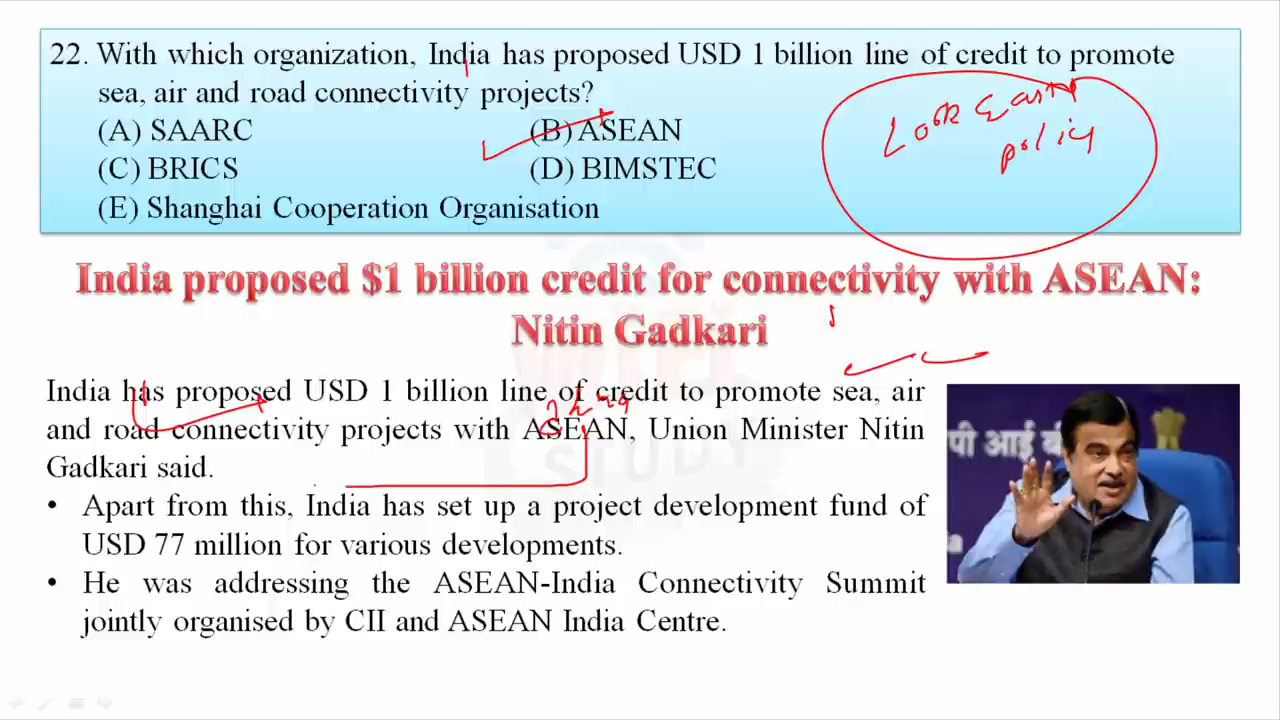 22. With which organization, India has proposed USD 1 billion line of credit to promote
sea, air and road connectivity projects?
(A) SAARC
(B) ASEAN
(C) BRICS
(D) BIMSTEC
(E) Shanghai Cooperation Organisation
Look East
policy
India proposed $1 billion credit for connectivity with ASEAN:
Nitin Gadkari
India has proposed USD 1 billion line of credit to promote sea, air
and road connectivity projects with ASEAN, Union Minister Nitin
Gadkari said.
• Apart from this, India has set up a project development fund of
USD 77 million for various developments.
• He was addressing the ASEAN-India Connectivity Summit
jointly organised by CII and ASEAN India Centre.
STUDY